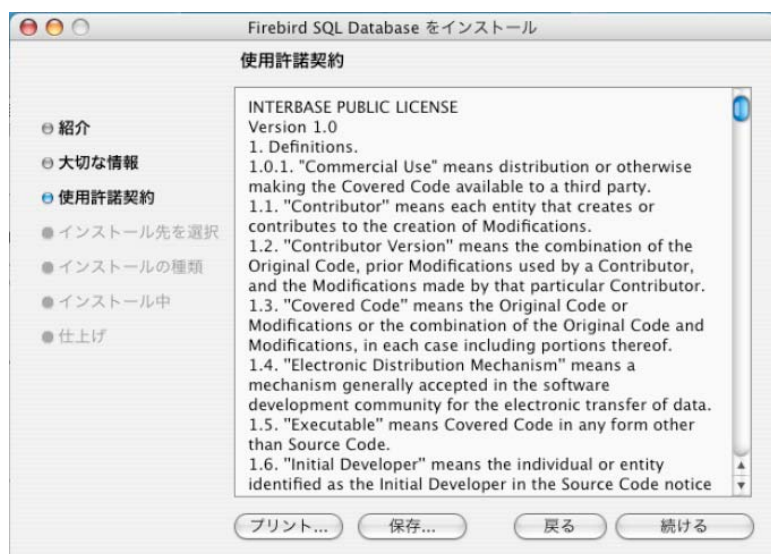 Firebird SQL Database をインストール
使用許諾契約
紹介
大切な情報
使用許諾契約
インストール先を選択
インストールの種類
インストール中
仕上げ
INTERBASE PUBLIC LICENSE
Version 1.0
1. Definitions.
1.0.1. "Commercial Use" means distribution or otherwise
making the Covered Code available to a third party.
1.1. "Contributor" means each entity that creates or
contributes to the creation of Modifications.
1.2. "Contributor Version" means the combination of the
Original Code, prior Modifications used by a Contributor,
and the Modifications made by that particular Contributor.
1.3. "Covered Code" means the Original Code or
Modifications or the combination of the Original Code and
Modifications, in each case including portions thereof.
1.4. "Electronic Distribution Mechanism" means a
mechanism generally accepted in the software
development community for the electronic transfer of data.
1.5. "Executable" means Covered Code in any form other
than Source Code.
1.6. "Initial Developer" means the individual or entity
identified as the Initial Developer in the Source Code notice
プリント... 保存... 戻る 続ける